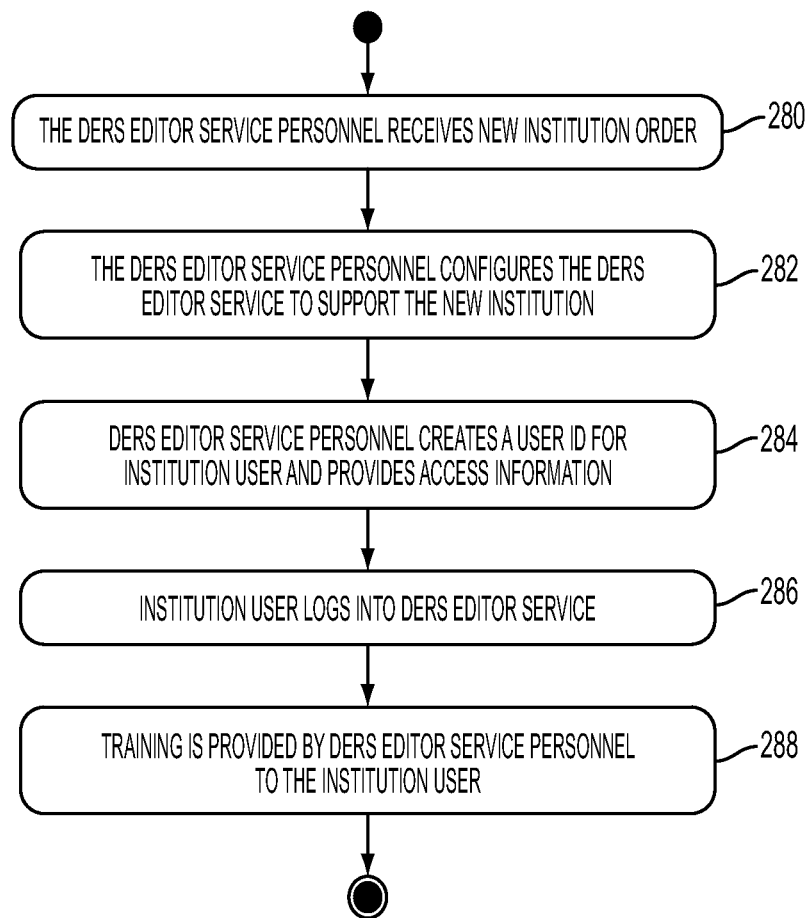 THE DERS EDITOR SERVICE PERSONNEL RECEIVES NEW INSTITUTION ORDER
280
THE DERS EDITOR SERVICE PERSONNEL CONFIGURES THE DERS
EDITOR SERVICE TO SUPPORT THE NEW INSTITUTION
282
DERS EDITOR SERVICE PERSONNEL CREATES A USER ID FOR
INSTITUTION USER AND PROVIDES ACCESS INFORMATION
284
INSTITUTION USER LOGS INTO DERS EDITOR SERVICE
286
TRAINING IS PROVIDED BY DERS EDITOR SERVICE PERSONNEL
TO THE INSTITUTION USER
288